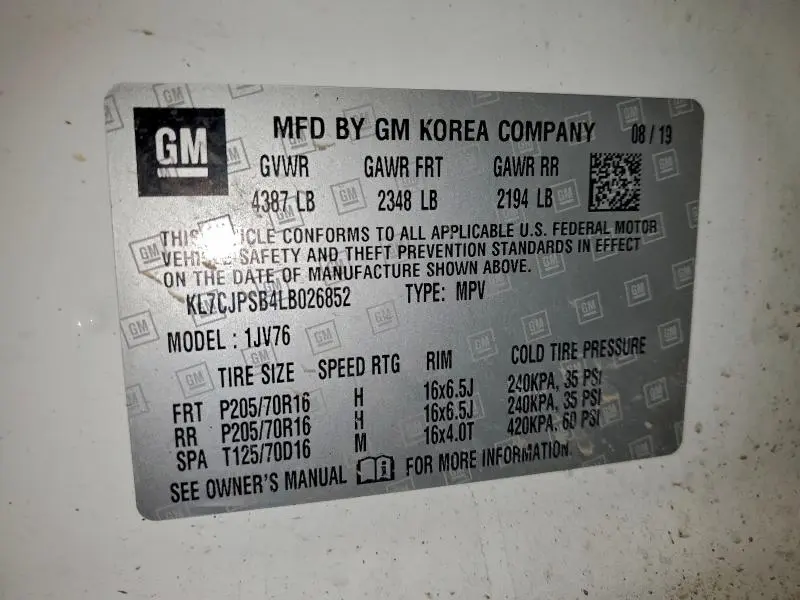 GM MFD BY GM KOREA COMPANY 08/19
GVWR GAWR FRT GAWR RR
4387 LB 2348 LB 2194 LB
THIS VEHICLE CONFORMS TO ALL APPLICABLE U.S. FEDERAL MOTOR
VEHICLE SAFETY AND THEFT PREVENTION STANDARDS IN EFFECT
ON THE DATE OF MANUFACTURE SHOWN ABOVE.
KL7CJPSB4LB026852 TYPE: MPV
MODEL : 1JV76
TIRE SIZE SPEED RTG RIM COLD TIRE PRESSURE
FRT P205/70R16 H 16x6.5J 240KPA, 35 PSI
RR P205/70R16 H 16x6.5J 240KPA, 35 PSI
SPA T125/70D16 M 16x4.0T 420KPA, 60 PSI
SEE OWNER'S MANUAL FOR MORE INFORMATION.